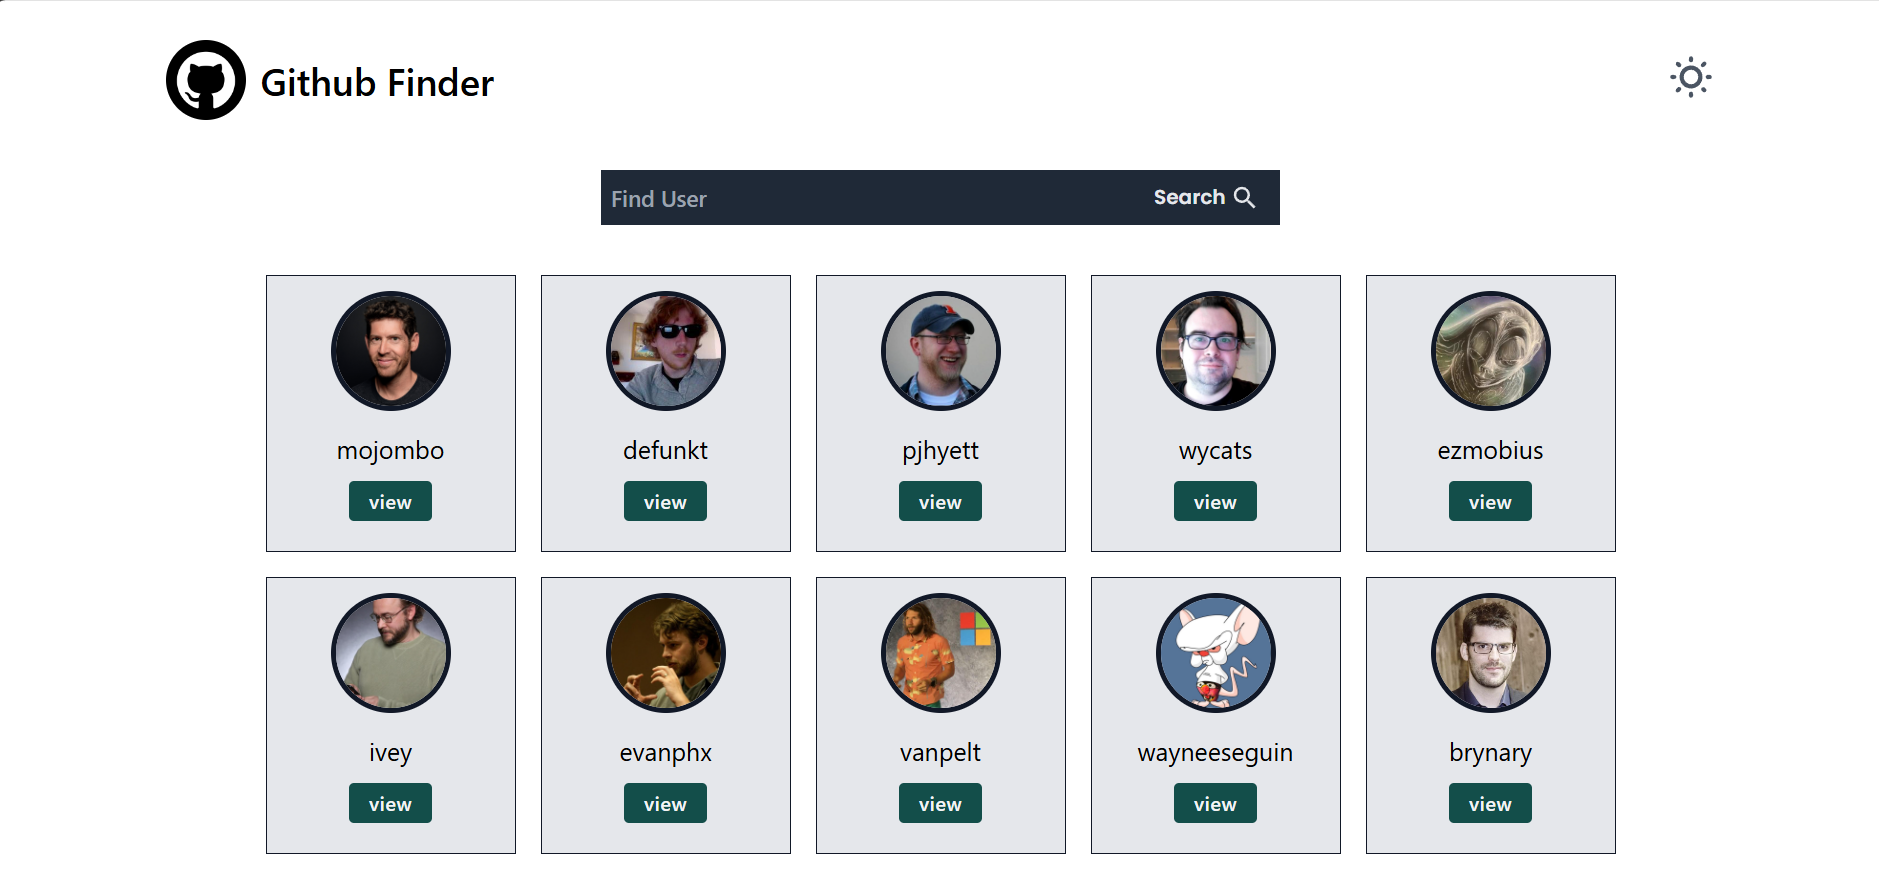 Github Finder
Find User
Search
mojombo
defunkt
pjhyett
wycats
ezmobius
view
view
view
view
view
ivey
evanphx
vanpelt
wayneeseguin
brynary
view
view
view
view
view